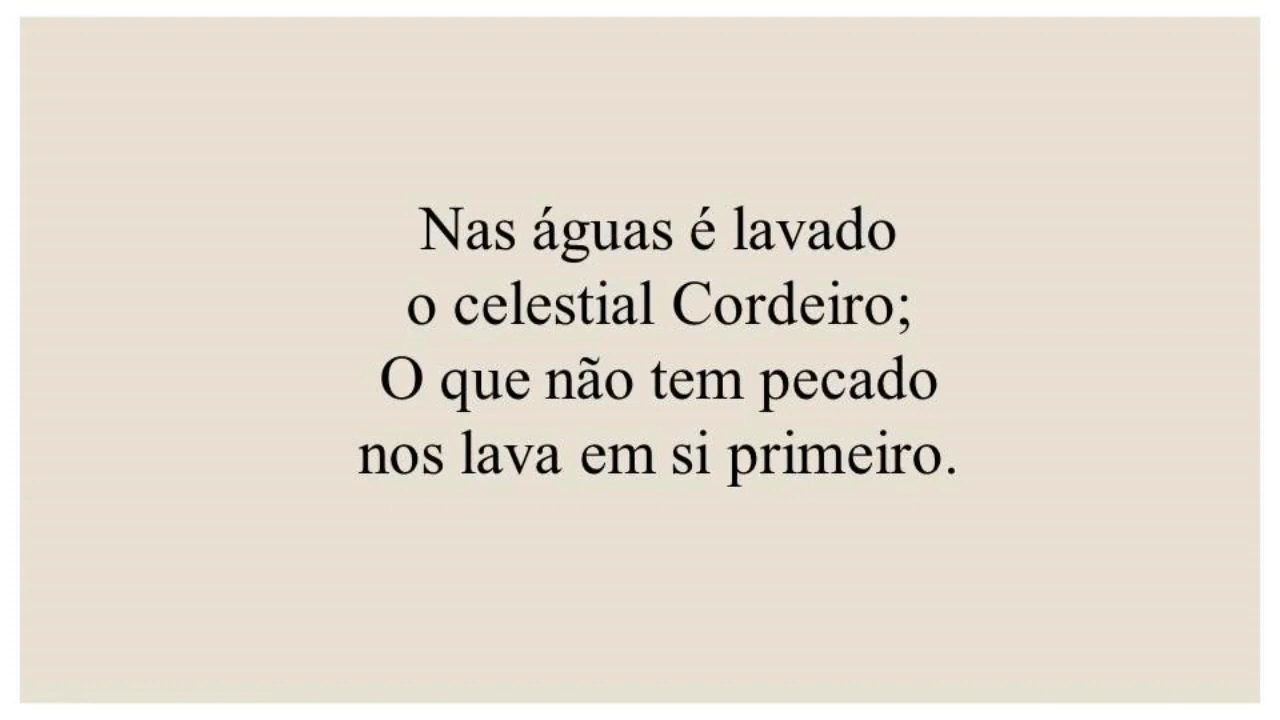 Nas águas é lavado
o celestial Cordeiro;
O que não tem pecado
nos lava em si primeiro.